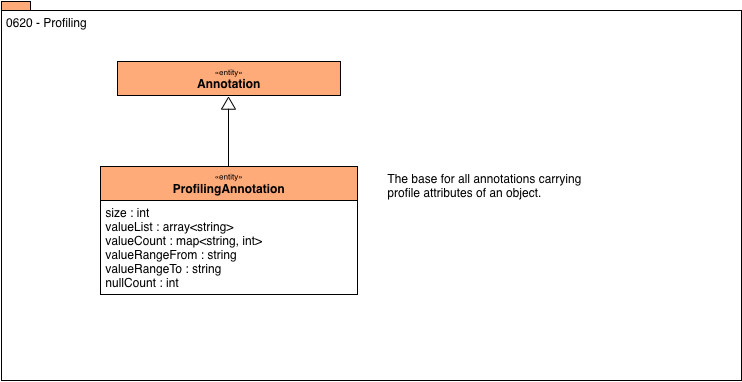 0620 - Profiling
«entity»
Annotation
«entity»
ProfilingAnnotation
size : int
valueList : array<string>
valueCount : map<string, int>
valueRangeFrom : string
valueRangeTo : string
nullCount : int
The base for all annotations carrying
profile attributes of an object.